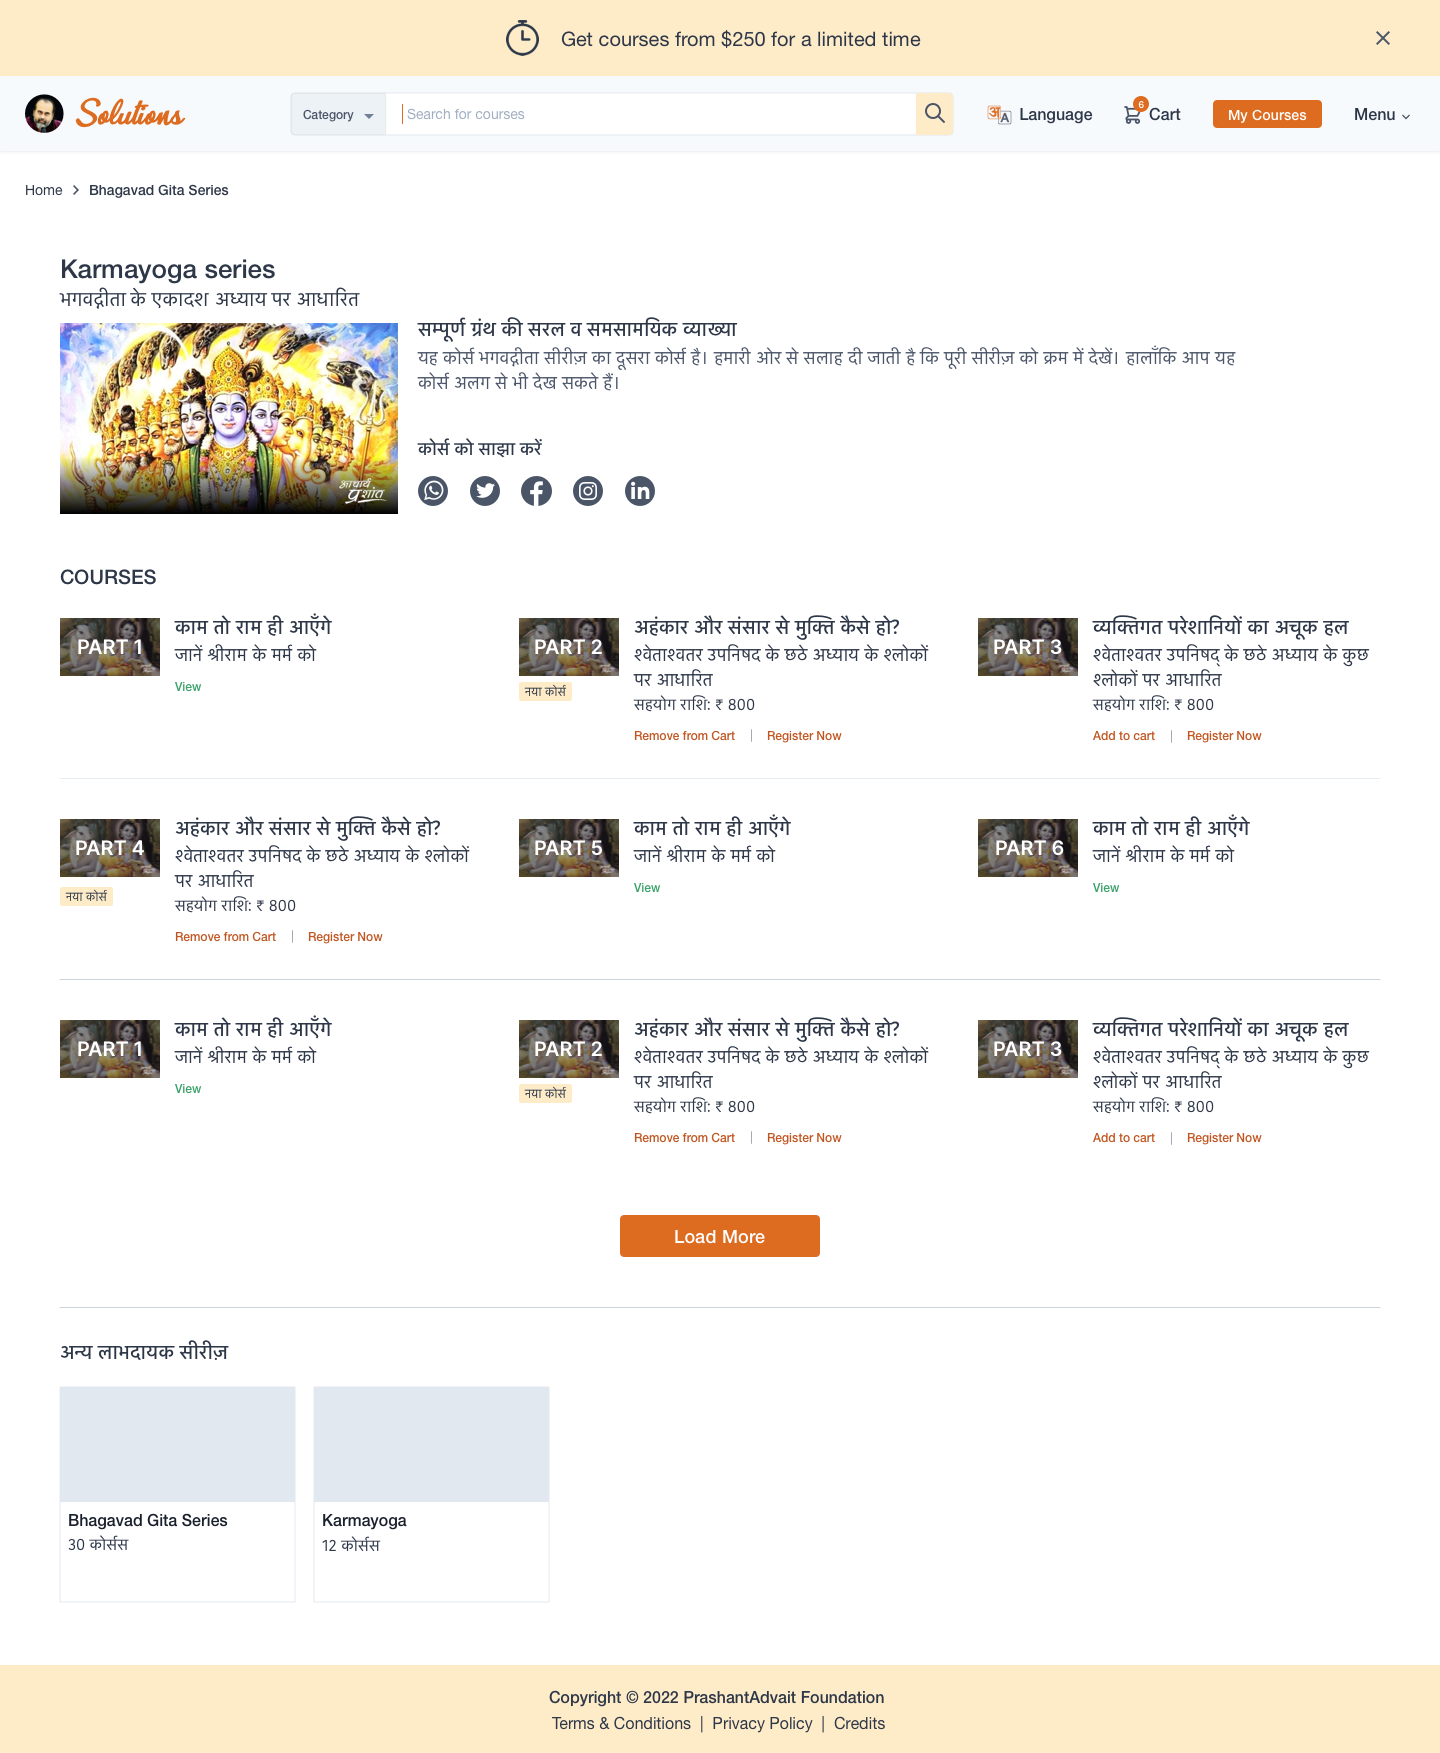 Get courses from $250 for a limited time
Solutions
Category
Search for courses
अ A Language
6
Cart
My Courses
Menu
Home > Bhagavad Gita Series
Karmayoga series
भगवद्गीता के एकादश अध्याय पर आधारित
आचार्य
प्रशांत
सम्पूर्ण ग्रंथ की सरल व समसामयिक व्याख्या
यह कोर्स भगवद्गीता सीरीज़ का दूसरा कोर्स है। हमारी ओर से सलाह दी जाती है कि पूरी सीरीज़ को क्रम में देखें। हालाँकि आप यह
कोर्स अलग से भी देख सकते हैं।
कोर्स को साझा करें
COURSES
PART 1
काम तो राम ही आएँगे
जानें श्रीराम के मर्म को
View
PART 2
नया कोर्स
अहंकार और संसार से मुक्ति कैसे हो?
श्वेताश्वतर उपनिषद के छठे अध्याय के श्लोकों
पर आधारित
सहयोग राशि: ₹ 800
Remove from Cart | Register Now
PART 3
व्यक्तिगत परेशानियों का अचूक हल
श्वेताश्वतर उपनिषद् के छठे अध्याय के कुछ
श्लोकों पर आधारित
सहयोग राशि: ₹ 800
Add to cart | Register Now
PART 4
नया कोर्स
अहंकार और संसार से मुक्ति कैसे हो?
श्वेताश्वतर उपनिषद के छठे अध्याय के श्लोकों
पर आधारित
सहयोग राशि: ₹ 800
Remove from Cart | Register Now
PART 5
काम तो राम ही आएँगे
जानें श्रीराम के मर्म को
View
PART 6
काम तो राम ही आएँगे
जानें श्रीराम के मर्म को
View
PART 1
काम तो राम ही आएँगे
जानें श्रीराम के मर्म को
View
PART 2
नया कोर्स
अहंकार और संसार से मुक्ति कैसे हो?
श्वेताश्वतर उपनिषद के छठे अध्याय के श्लोकों
पर आधारित
सहयोग राशि: ₹ 800
Remove from Cart | Register Now
PART 3
व्यक्तिगत परेशानियों का अचूक हल
श्वेताश्वतर उपनिषद् के छठे अध्याय के कुछ
श्लोकों पर आधारित
सहयोग राशि: ₹ 800
Add to cart | Register Now
Load More
अन्य लाभदायक सीरीज़
Bhagavad Gita Series
30 कोर्सस
Karmayoga
12 कोर्सस
Copyright © 2022 PrashantAdvait Foundation
Terms & Conditions | Privacy Policy | Credits